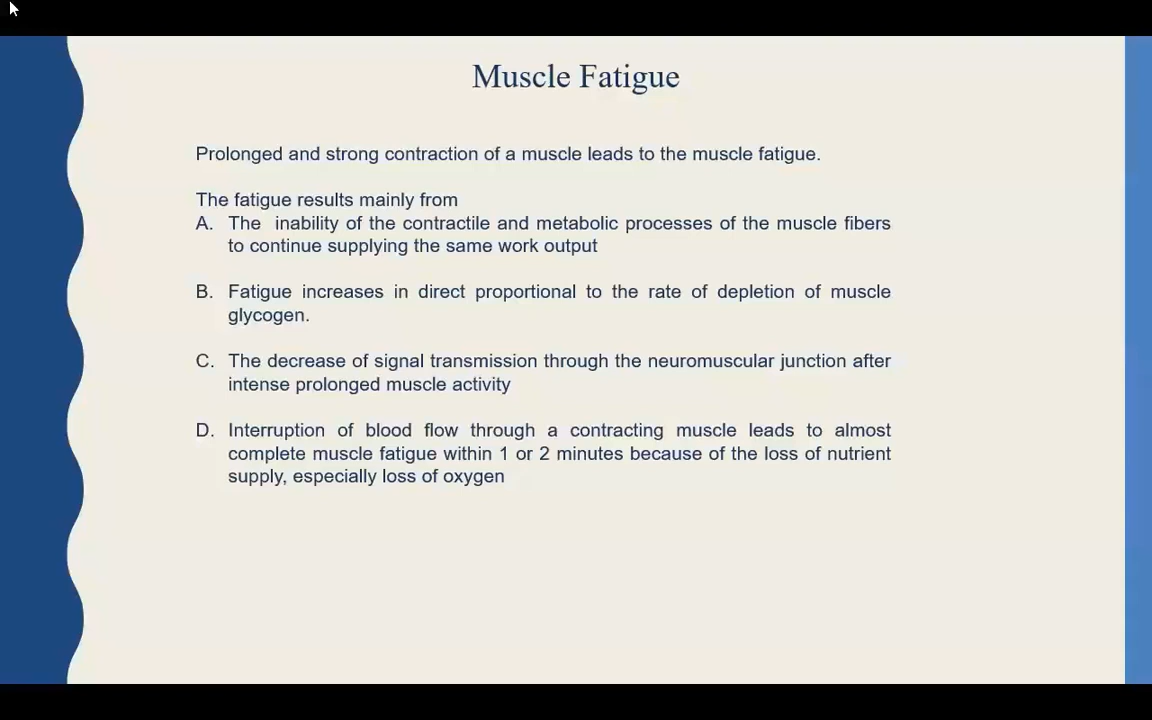 Muscle Fatigue
Prolonged and strong contraction of a muscle leads to the muscle fatigue.
The fatigue results mainly from
A. The inability of the contractile and metabolic processes of the muscle fibers
to continue supplying the same work output
B. Fatigue increases in direct proportional to the rate of depletion of muscle
glycogen.
C. The decrease of signal transmission through the neuromuscular junction after
intense prolonged muscle activity
D. Interruption of blood flow through a contracting muscle leads to almost
complete muscle fatigue within 1 or 2 minutes because of the loss of nutrient
supply, especially loss of oxygen